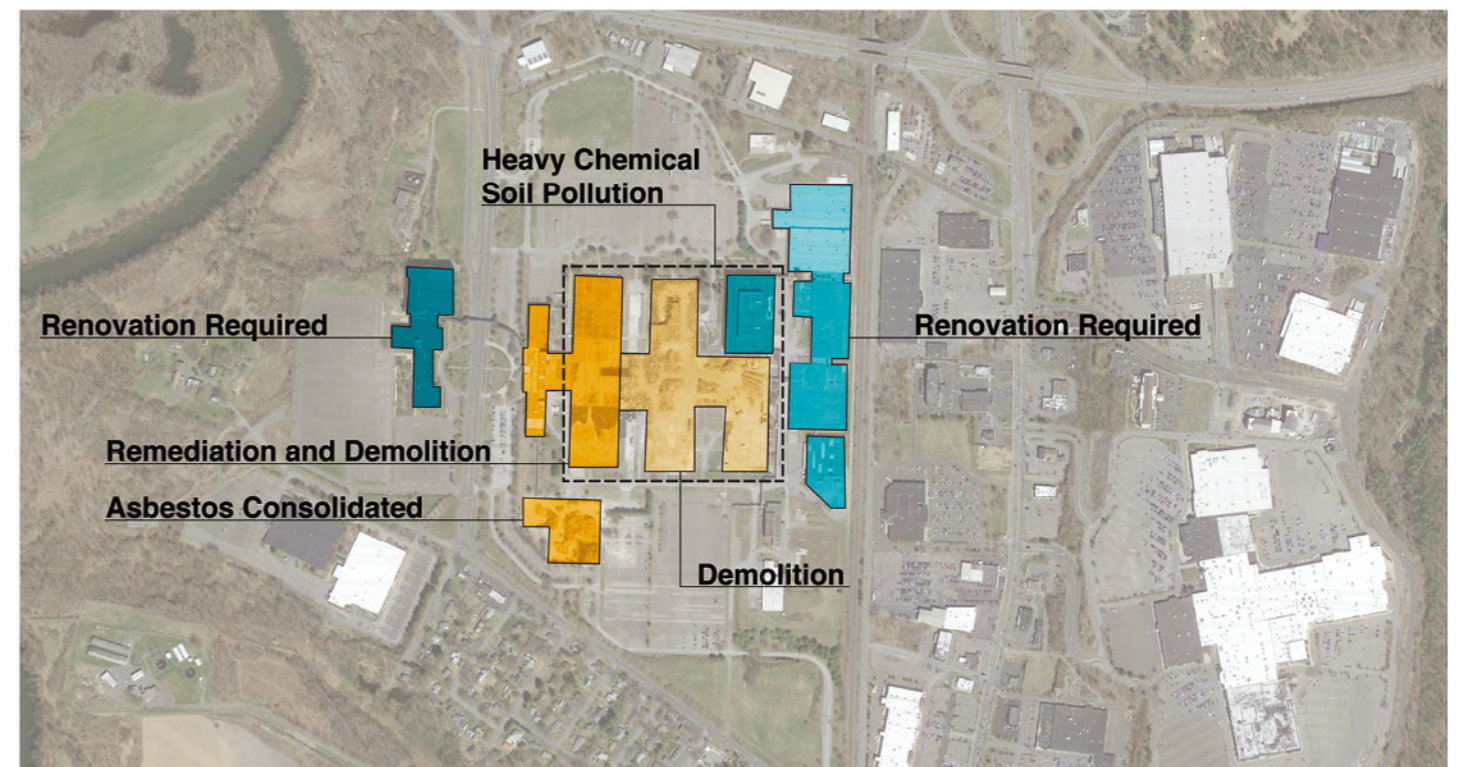 Heavy Chemical
Soil Pollution
Renovation Required
Renovation Required
Remediation and Demolition
Asbestos Consolidated
Demolition